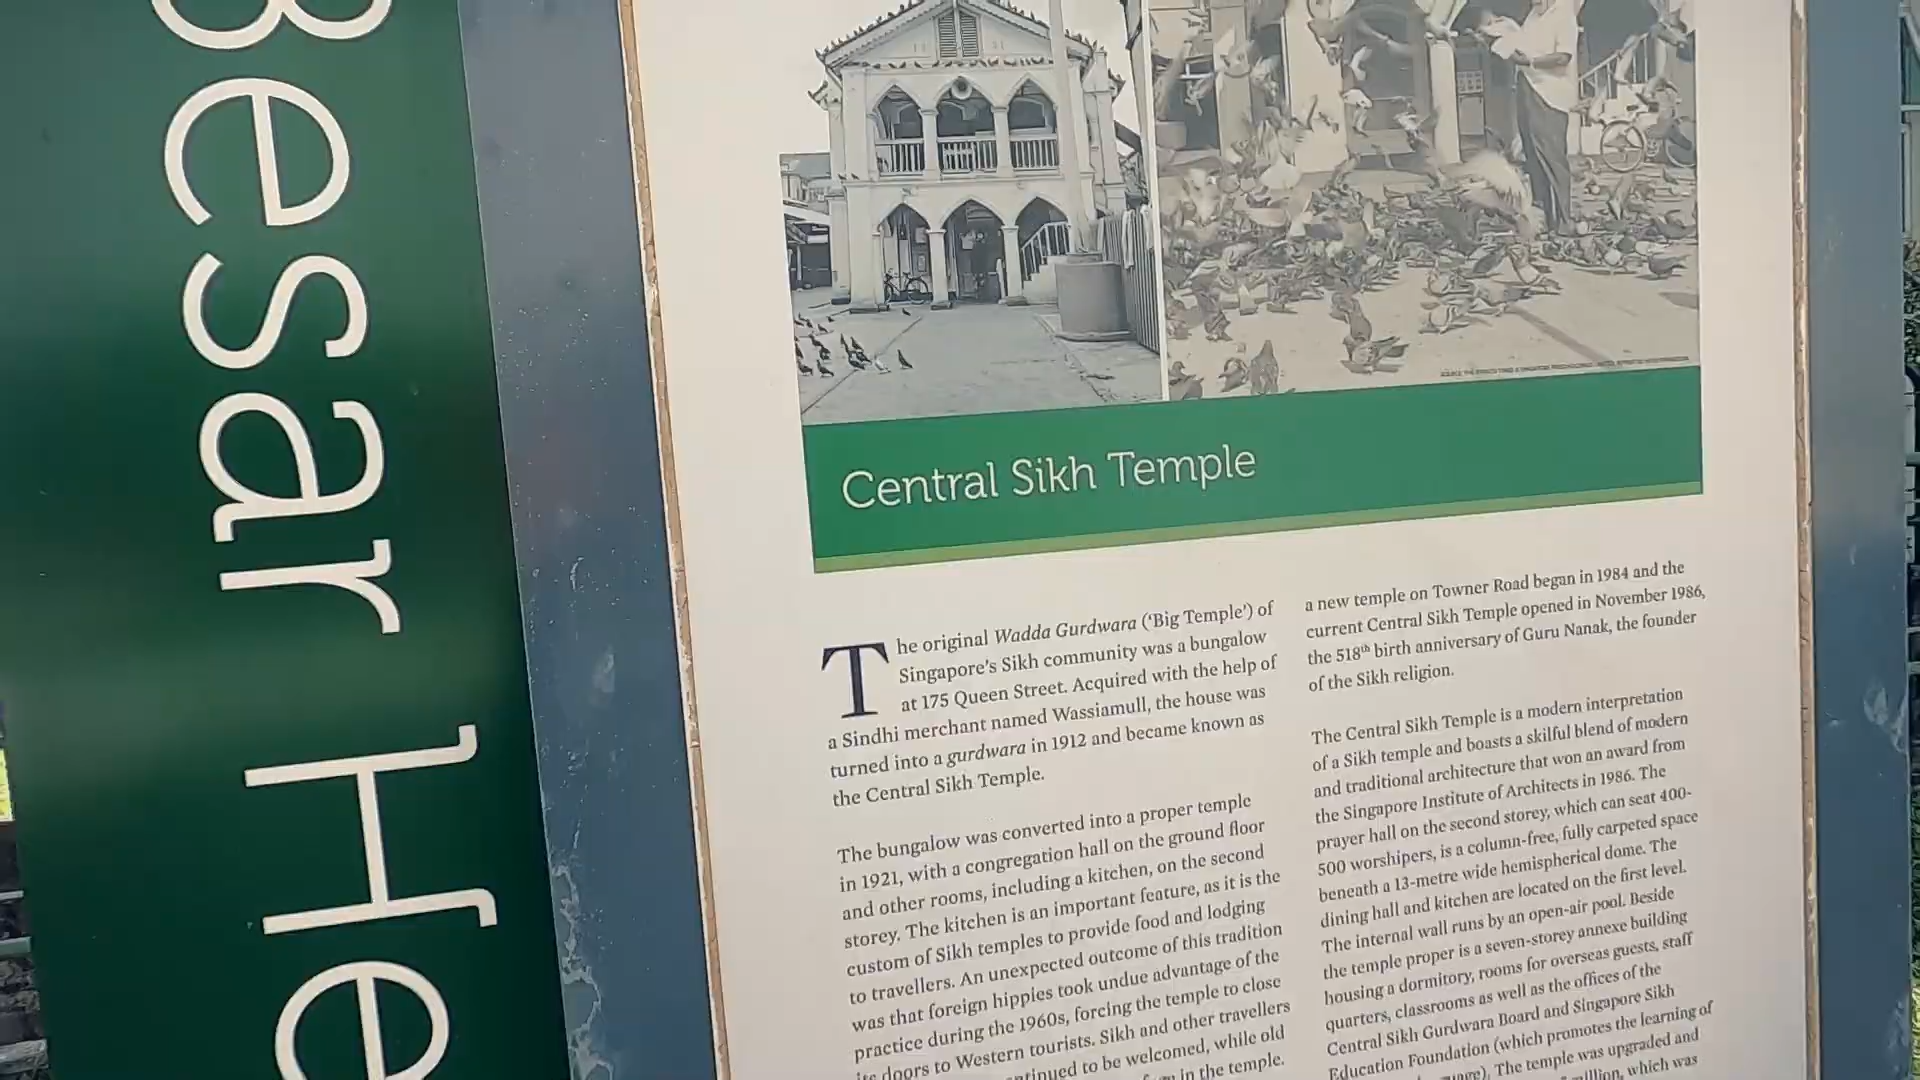 Besar He
Central Sikh Temple
The original Wadda Gurdwara (‘Big Temple’) of
Singapore's Sikh community was a bungalow
at 175 Queen Street. Acquired with the help of
a Sindhi merchant named Wassiamull, the house was
turned into a gurdwara in 1912 and became known as
the Central Sikh Temple.
The bungalow was converted into a proper temple
in 1921, with a congregation hall on the ground floor
and other rooms, including a kitchen, on the second
storey. The kitchen is an important feature, as it is the
custom of Sikh temples to provide food and lodging
to travellers. An unexpected outcome of this tradition
was that foreign hippies took undue advantage of the
practice during the 1960s, forcing the temple to close
its doors to Western tourists. Sikh and other travellers
to be welcomed, while old
in the temple.
a new temple on Towner Road began in 1984 and the
current Central Sikh Temple opened in November 1986,
the 518th birth anniversary of Guru Nanak, the founder
of the Sikh religion.
The Central Sikh Temple is a modern interpretation
of a Sikh temple and boasts a skilful blend of modern
and traditional architecture that won an award from
the Singapore Institute of Architects in 1986. The
prayer hall on the second storey, which can seat 400-
500 worshipers, is a column-free, fully carpeted space
beneath a 13-metre wide hemispherical dome. The
dining hall and kitchen are located on the first level.
The internal wall runs by an open-air pool. Beside
the temple proper is a seven-storey annexe building
housing a dormitory, rooms for overseas guests, staff
quarters, classrooms as well as the offices of the
Central Sikh Gurdwara Board and Singapore Sikh
Education Foundation (which promotes the learning of
The temple was upgraded and
which was